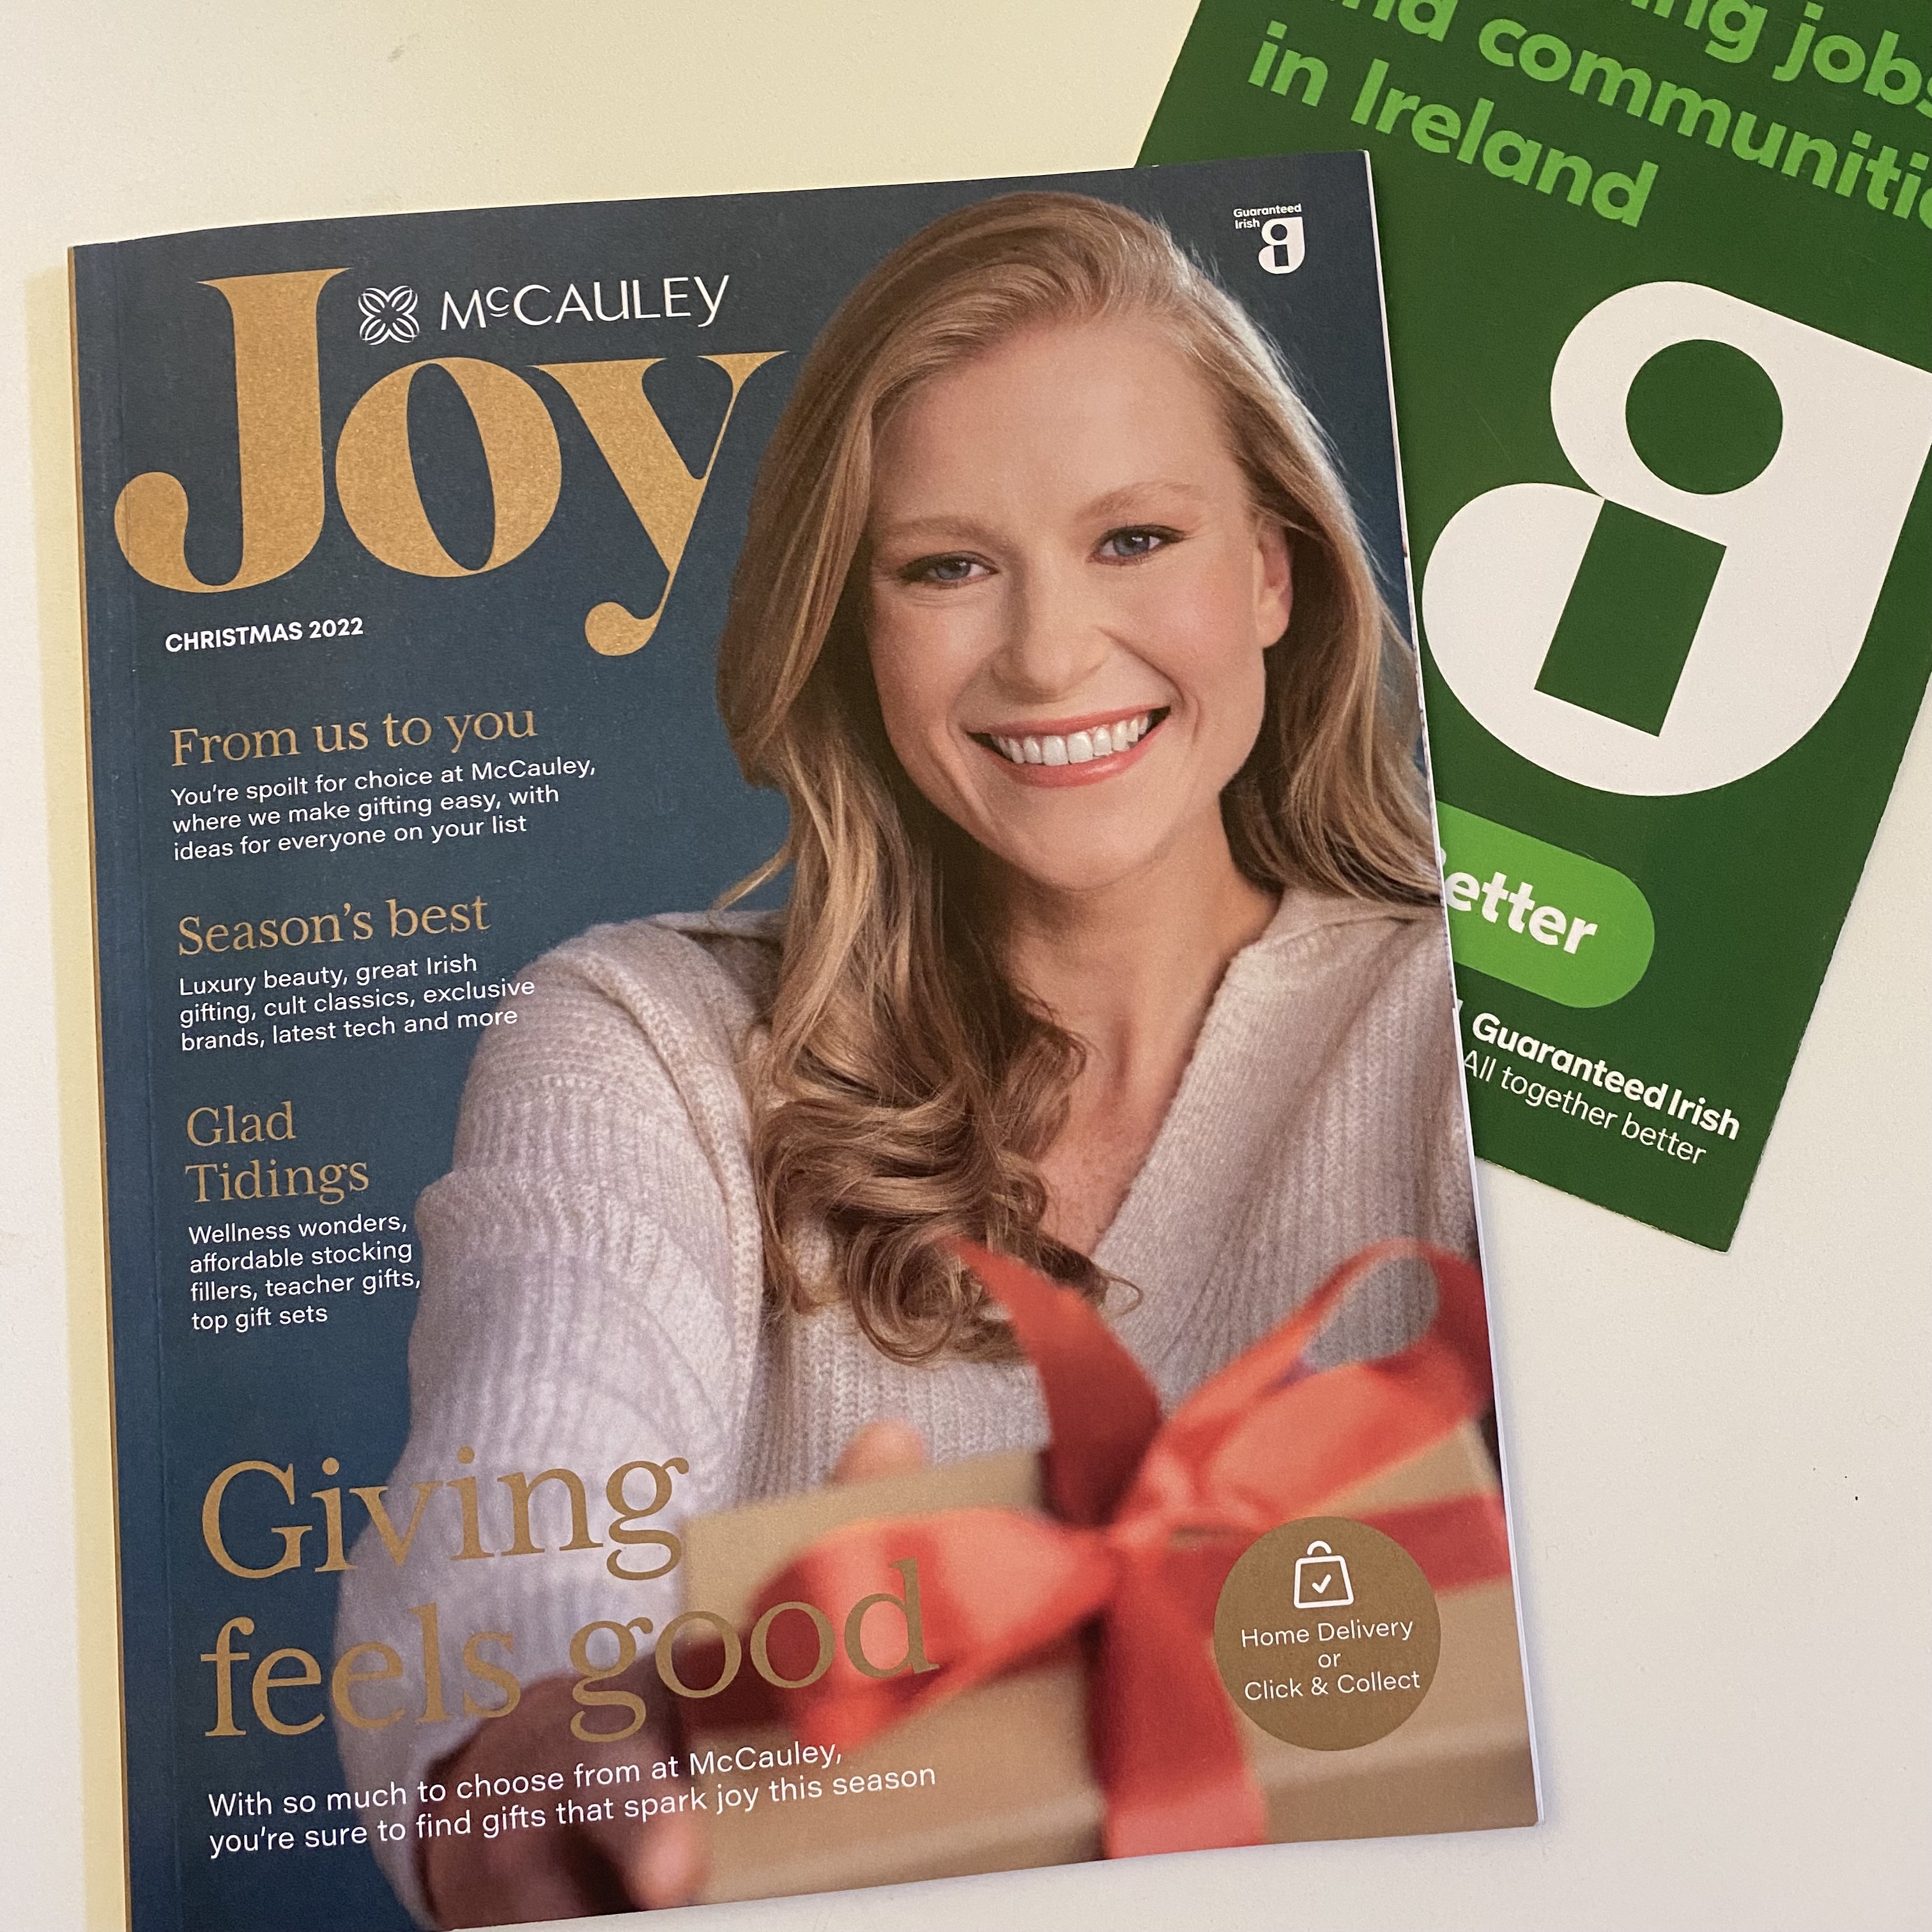 Joy
McCAULEY
Guaranteed
Irish
CHRISTMAS 2022
From us to you
You're spoilt for choice at McCauley,
where we make gifting easy, with
ideas for everyone on your list
Season's best
Luxury beauty, great Irish
gifting, cult classics, exclusive
brands, latest tech and more
Glad
Tidings
Wellness wonders,
affordable stocking
fillers, teacher gifts,
top gift sets
Giving
feels good
With so much to choose from at McCauley,
you're sure to find gifts that spark joy this season
Home Delivery
or
Click & Collect
jobs
communiti
in Ireland
etter
Guaranteed Irish
All together better